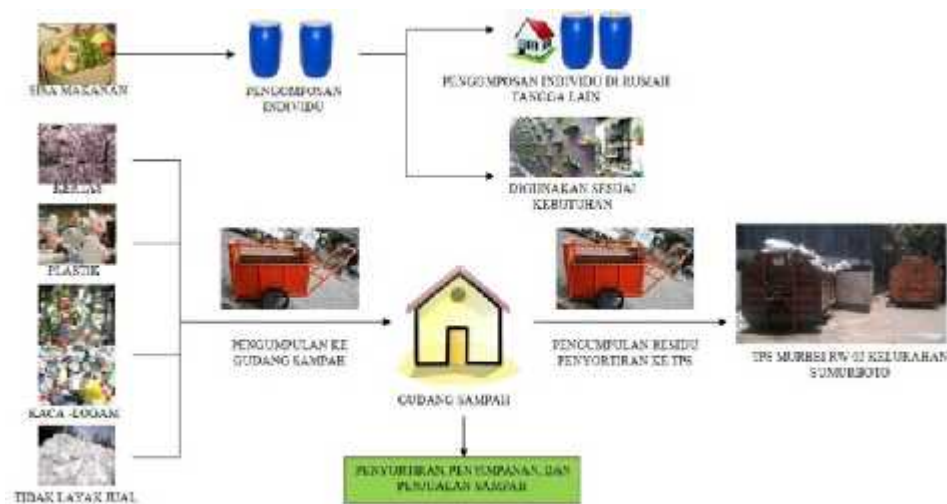 SISA MAKANAN
PENGOMPOSAN
INDIVIDU
PENGOMPOSAN INDIVIDU DI RUMAH
TANGGA LAIN
DIGUNAKAN SESUAI
KEBUTUHAN
KERTAS
PLASTIK
KACA -LOGAM
TIDAK LAYAK JUAL
PENGUMPULAN KE
GUDANG SAMPAH
GUDANG SAMPAH
PENGUMPULAN RESIDU
PENYORTIRAN KE TPS
TPS MURBEI RW 03 KELURAHAN
SUMURBOTO
PENYORTIRAN, PENYIMPANAN, DAN
PENJUALAN SAMPAH